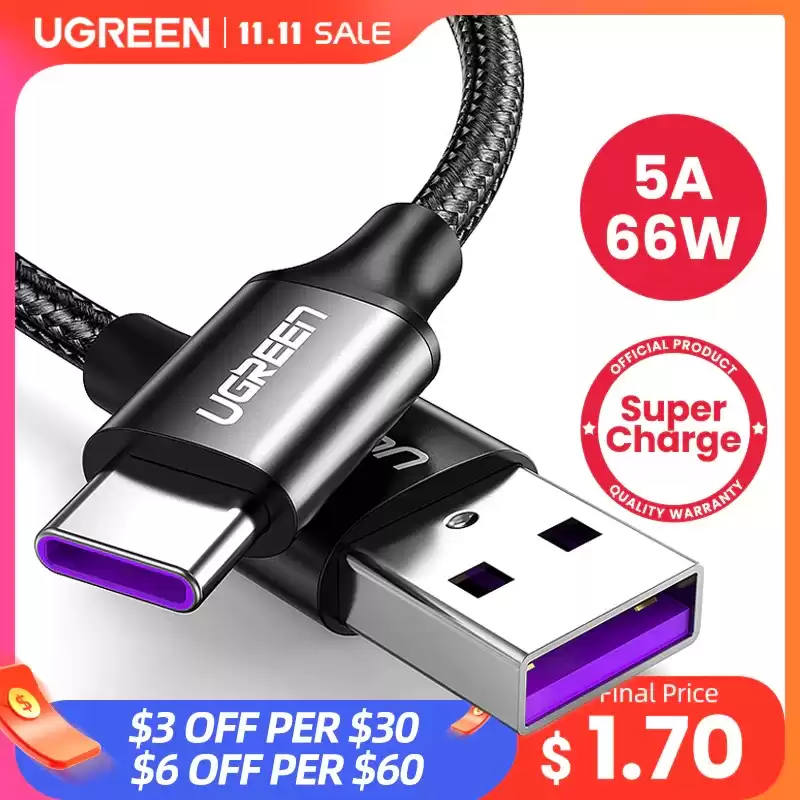 UGREEN | 11.11 SALE
5A
66W
UGREEN
OFFICIAL PRODUCT
Super
Charge
QUALITY WARRANTY
$3 OFF PER $30
$6 OFF PER $60
Final Price
$1.70